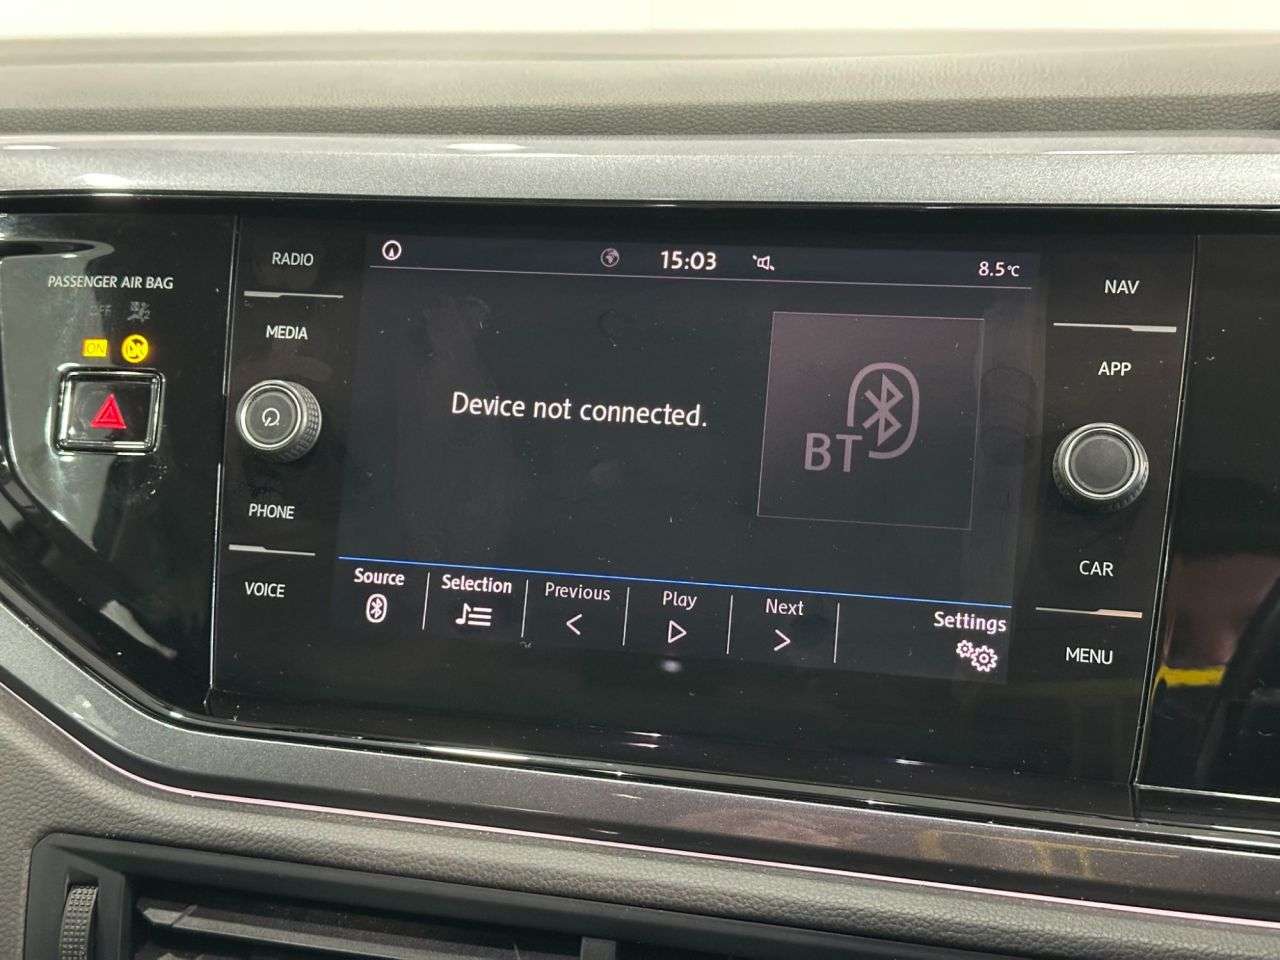 PASSENGER AIR BAG
OFF
ON
RADIO
MEDIA
PHONE
VOICE
15:03
8.5°C
Device not connected.
BT
Source
Selection
Previous
Play
Next
Settings
NAV
APP
CAR
MENU